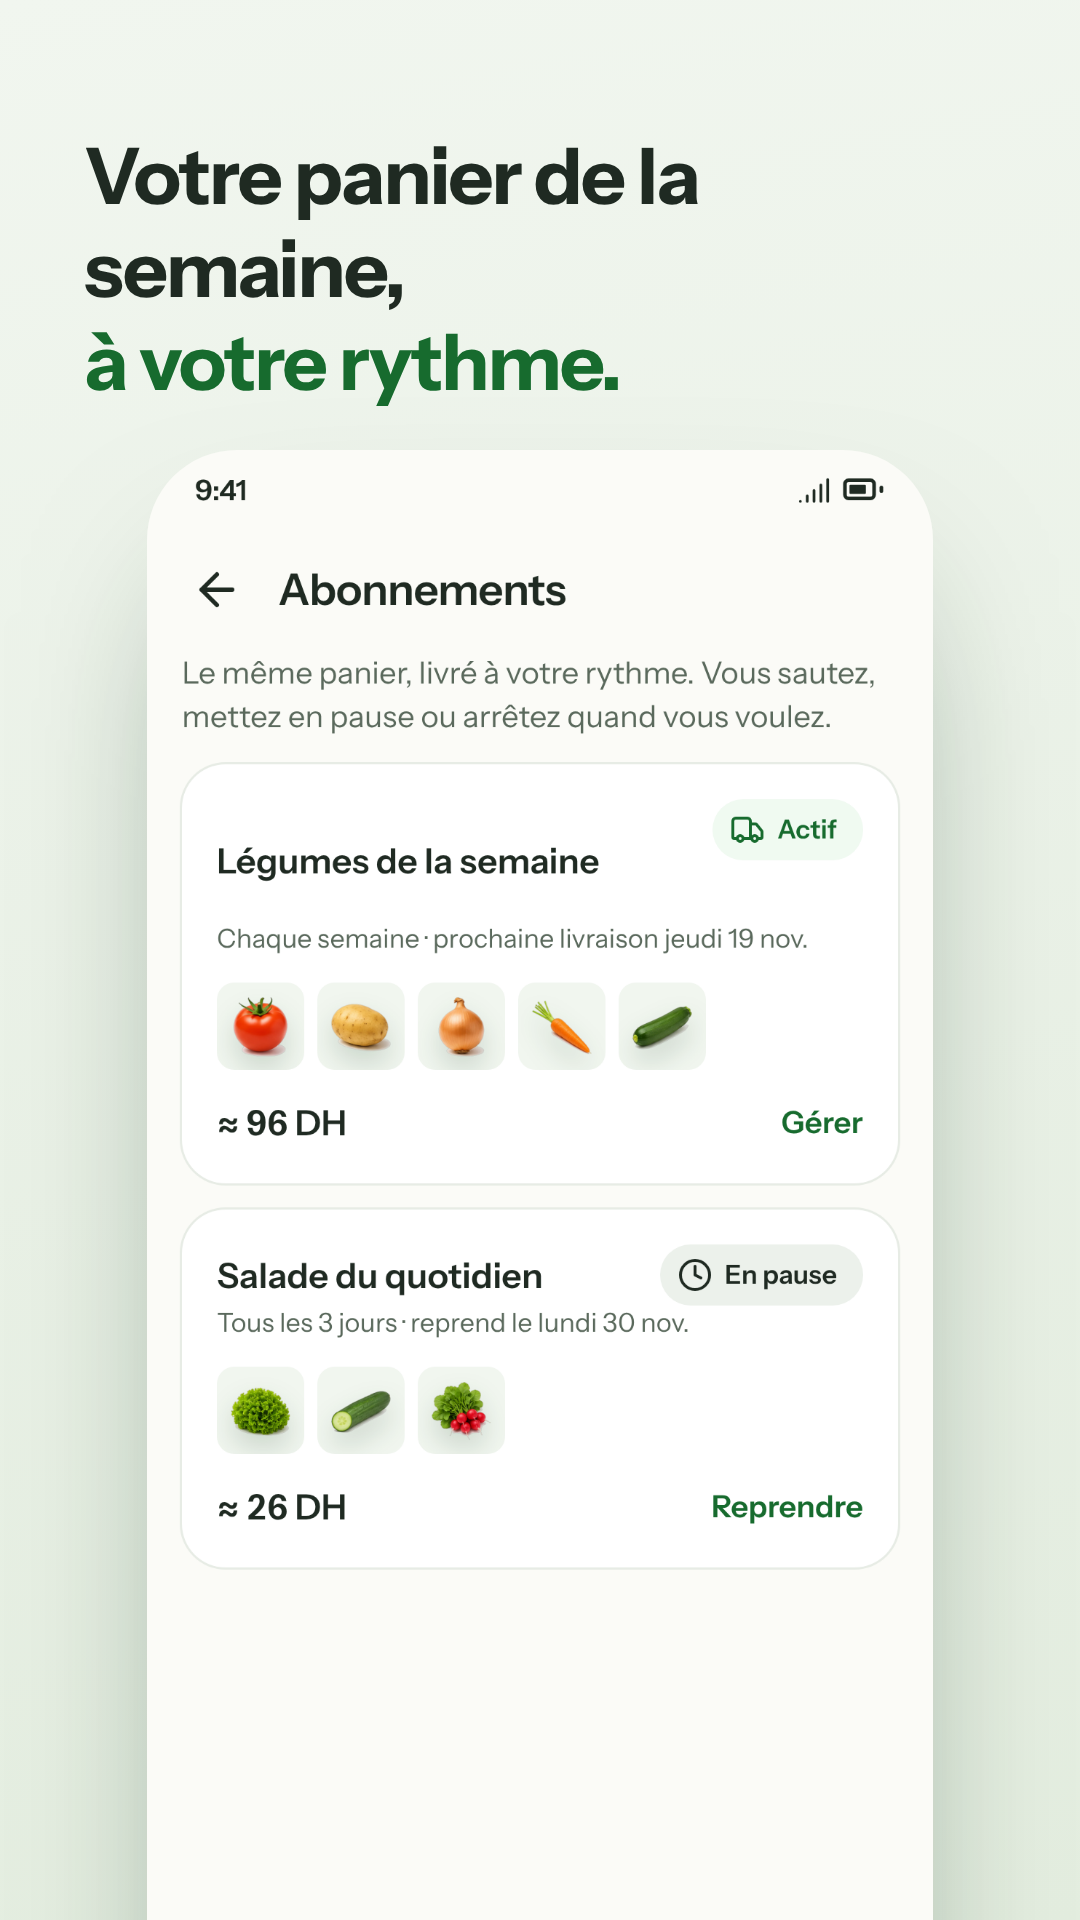 Votre panier de la
semaine,
à votre rythme.
9:41
Abonnements
Le même panier, livré à votre rythme. Vous sautez,
mettez en pause ou arrêtez quand vous voulez.
Actif
Légumes de la semaine
Chaque semaine · prochaine livraison jeudi 19 nov.
≈ 96 DH
Gérer
Salade du quotidien
En pause
Tous les 3 jours · reprend le lundi 30 nov.
≈ 26 DH
Reprendre